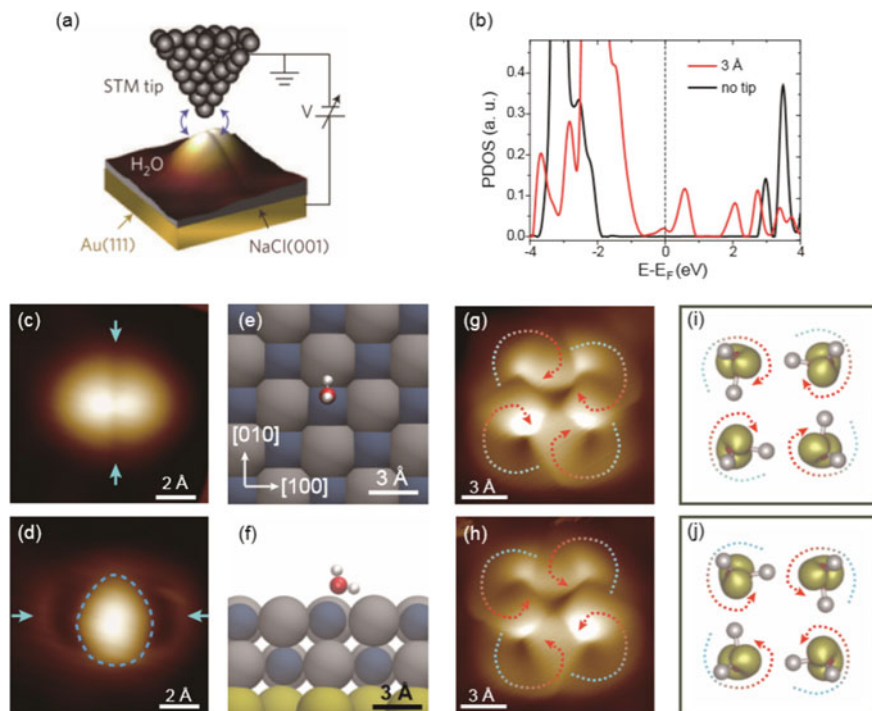 (a)
STM tip
V
H₂O
Au(111)
NaCl(001)
(b)
PDOS (a. u.)
0.4
0.3
0.2
0.1
0.0
3 Å
no tip
-4
-2
0
2
4
E-E_F(eV)
(c)
2 Å
(e)
[010]
[100]
3 Å
(g)
3 Å
(i)
(d)
2 Å
(f)
3 Å
(h)
3 Å
(j)